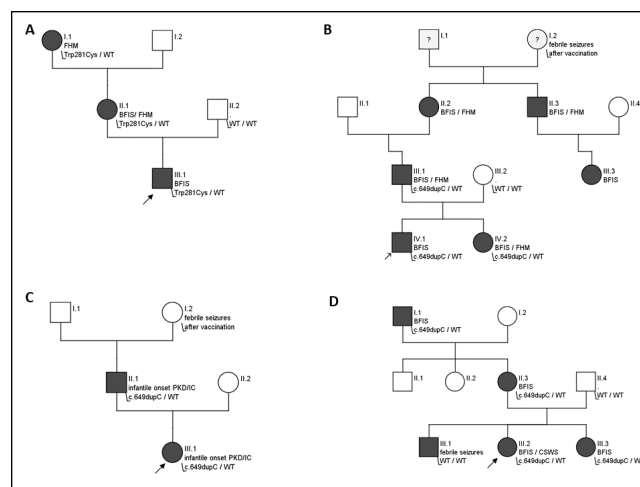 A
I.1
FHM
Trp281Cys / WT
I.2
II.1
BFIS/ FHM
Trp281Cys / WT
II.2
.
WT / WT
III.1
BFIS
Trp281Cys / WT
B
?
I.1
?
I.2
febrile seizures
after vaccination
II.1
II.2
BFIS / FHM
II.3
BFIS / FHM
II.4
III.1
BFIS / FHM
c.649dupC / WT
III.2
.
WT / WT
III.3
BFIS
IV.1
BFIS
c.649dupC / WT
IV.2
BFIS / FHM
c.649dupC / WT
C
I.1
I.2
febrile seizures
after vaccination
II.1
infantile onset PKD/IC
c.649dupC / WT
II.2
III.1
infantile onset PKD/IC
c.649dupC / WT
D
I.1
BFIS
c.649dupC / WT
I.2
II.1
II.2
II.3
BFIS
c.649dupC / WT
II.4
.
WT / WT
III.1
febrile seizures
WT / WT
III.2
BFIS / CSWS
c.649dupC / WT
III.3
BFIS
c.649dupC / W